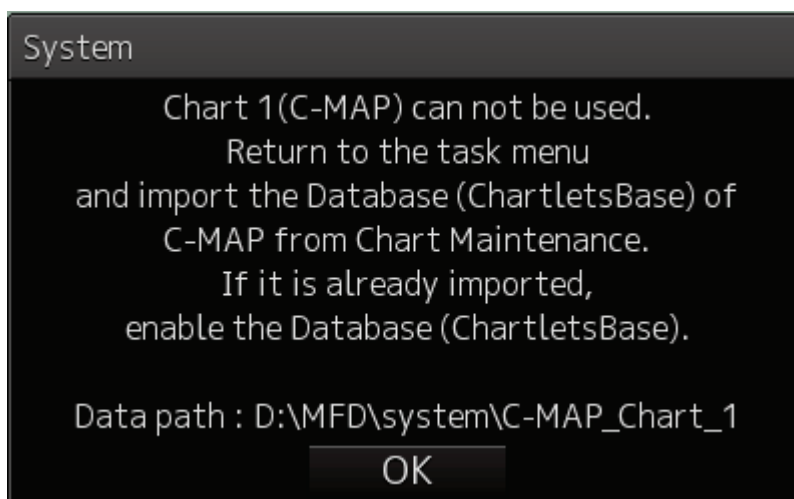 System
Chart 1(C-MAP) can not be used.
Return to the task menu
and import the Database (ChartletsBase) of
C-MAP from Chart Maintenance.
If it is already imported,
enable the Database (ChartletsBase).
Data path : D:\MFD\system\C-MAP_Chart_1
OK